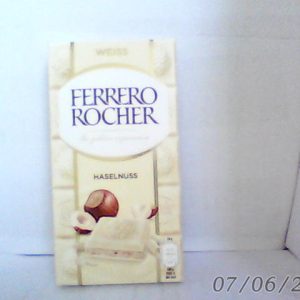 WEISS
FERRERO
ROCHER
HASELNUSS
07/06/2